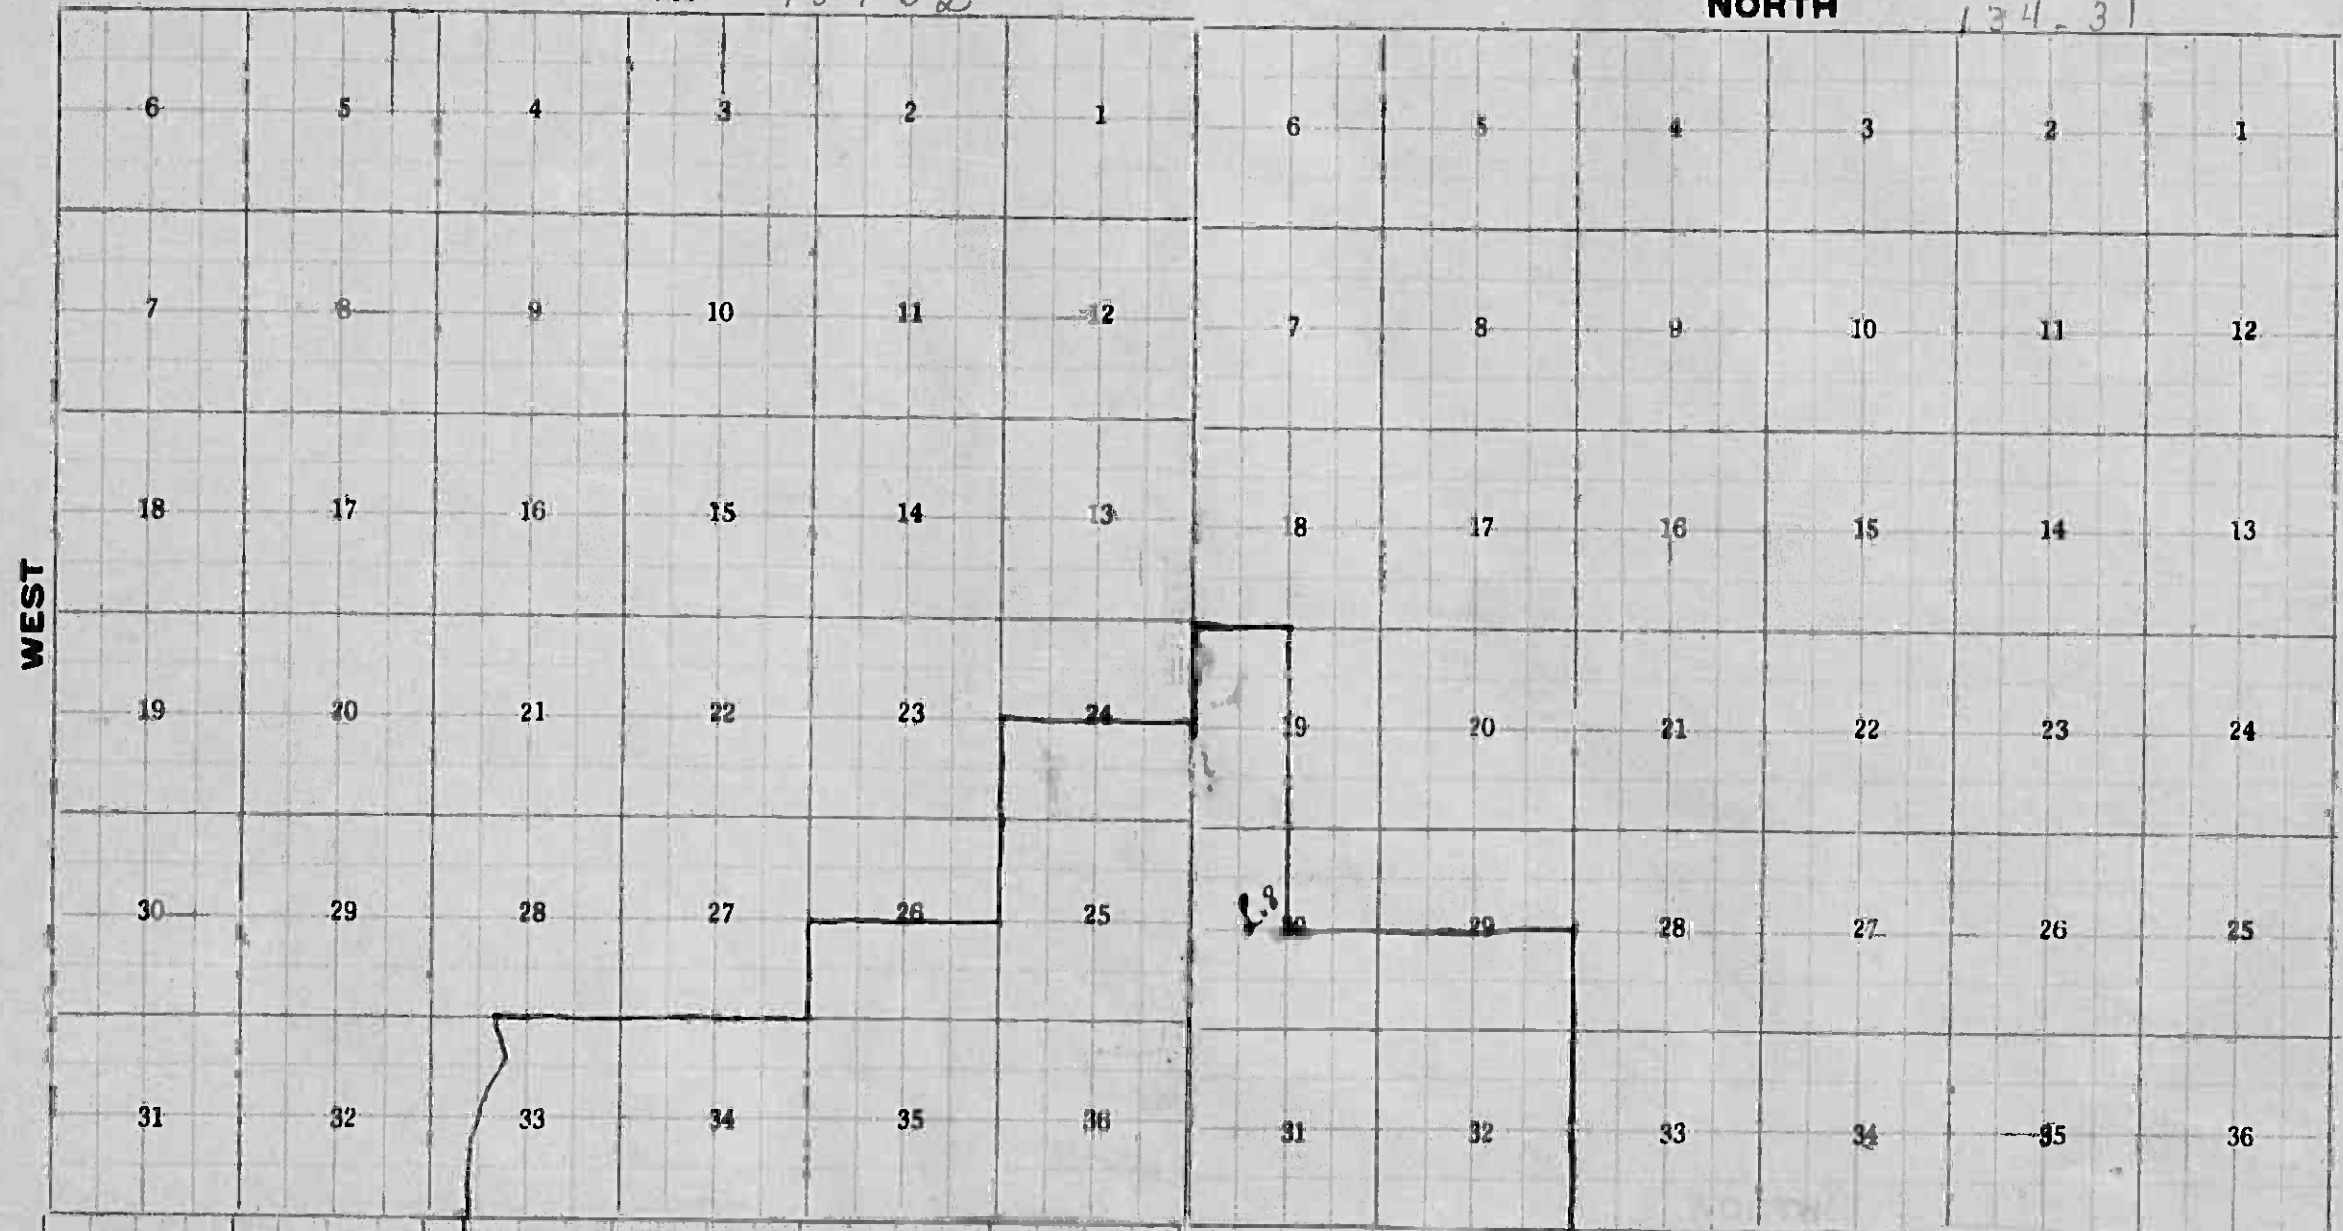 NORTH 134-31
6 5 4 3 2 1 6 5 4 3 2 1
7 8 9 10 11 12 7 8 9 10 11 12
18 17 16 15 14 13 18 17 16 15 14 13
WEST
19 20 21 22 23 24 19 20 21 22 23 24
30 29 28 27 26 25 30 29 28 27 26 25
31 32 33 34 35 36 31 32 33 34 35 36